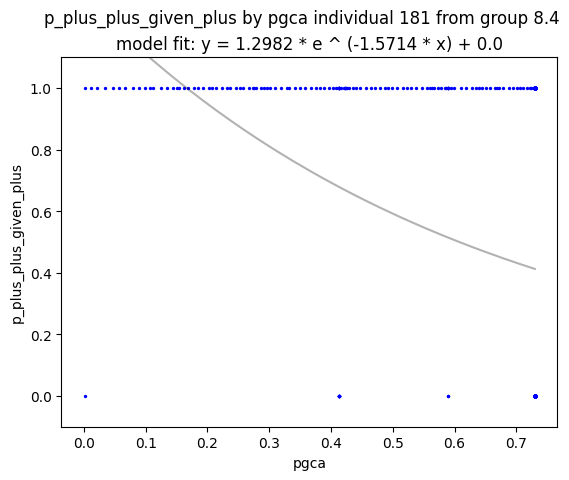 p_plus_plus_given_plus by pgca individual 181 from group 8.4
model fit: y = 1.2982 * e ^ (-1.5714 * x) + 0.0
1.0
0.8
0.6
0.4
0.2
0.0
p_plus_plus_given_plus
0.0 0.1 0.2 0.3 0.4 0.5 0.6 0.7
pgca